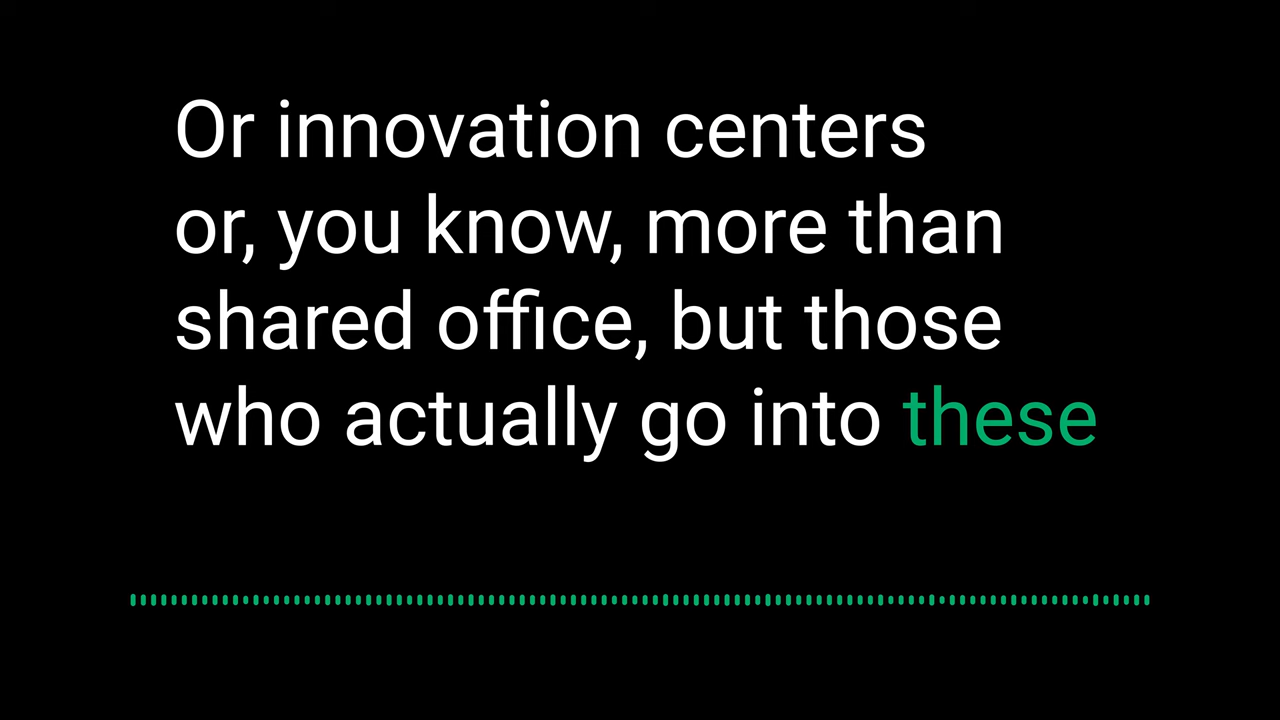 Or innovation centers
or, you know, more than
shared office, but those
who actually go into these